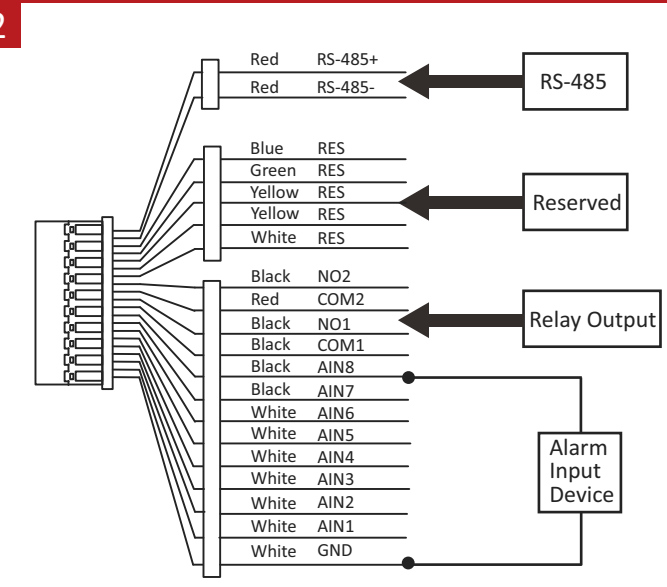 2
Red RS-485+
Red RS-485-
RS-485
Blue RES
Green RES
Yellow RES
Yellow RES
White RES
Reserved
Black NO2
Red COM2
Black NO1
Black COM1
Relay Output
Black AIN8
Black AIN7
White AIN6
White AIN5
White AIN4
White AIN3
White AIN2
White AIN1
White GND
Alarm
Input
Device